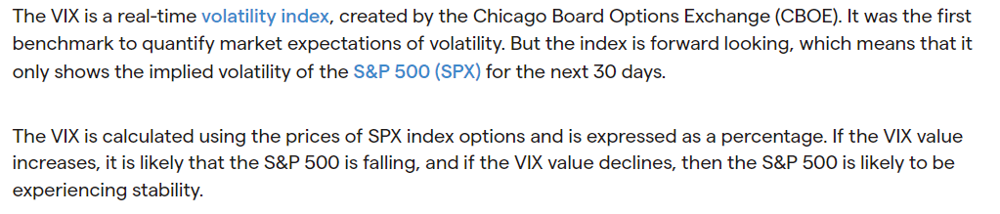 The VIX is a real-time volatility index, created by the Chicago Board Options Exchange (CBOE). It was the first
benchmark to quantify market expectations of volatility. But the index is forward looking, which means that it
only shows the implied volatility of the S&P 500 (SPX) for the next 30 days.
The VIX is calculated using the prices of SPX index options and is expressed as a percentage. If the VIX value
increases, it is likely that the S&P 500 is falling, and if the VIX value declines, then the S&P 500 is likely to be
experiencing stability.